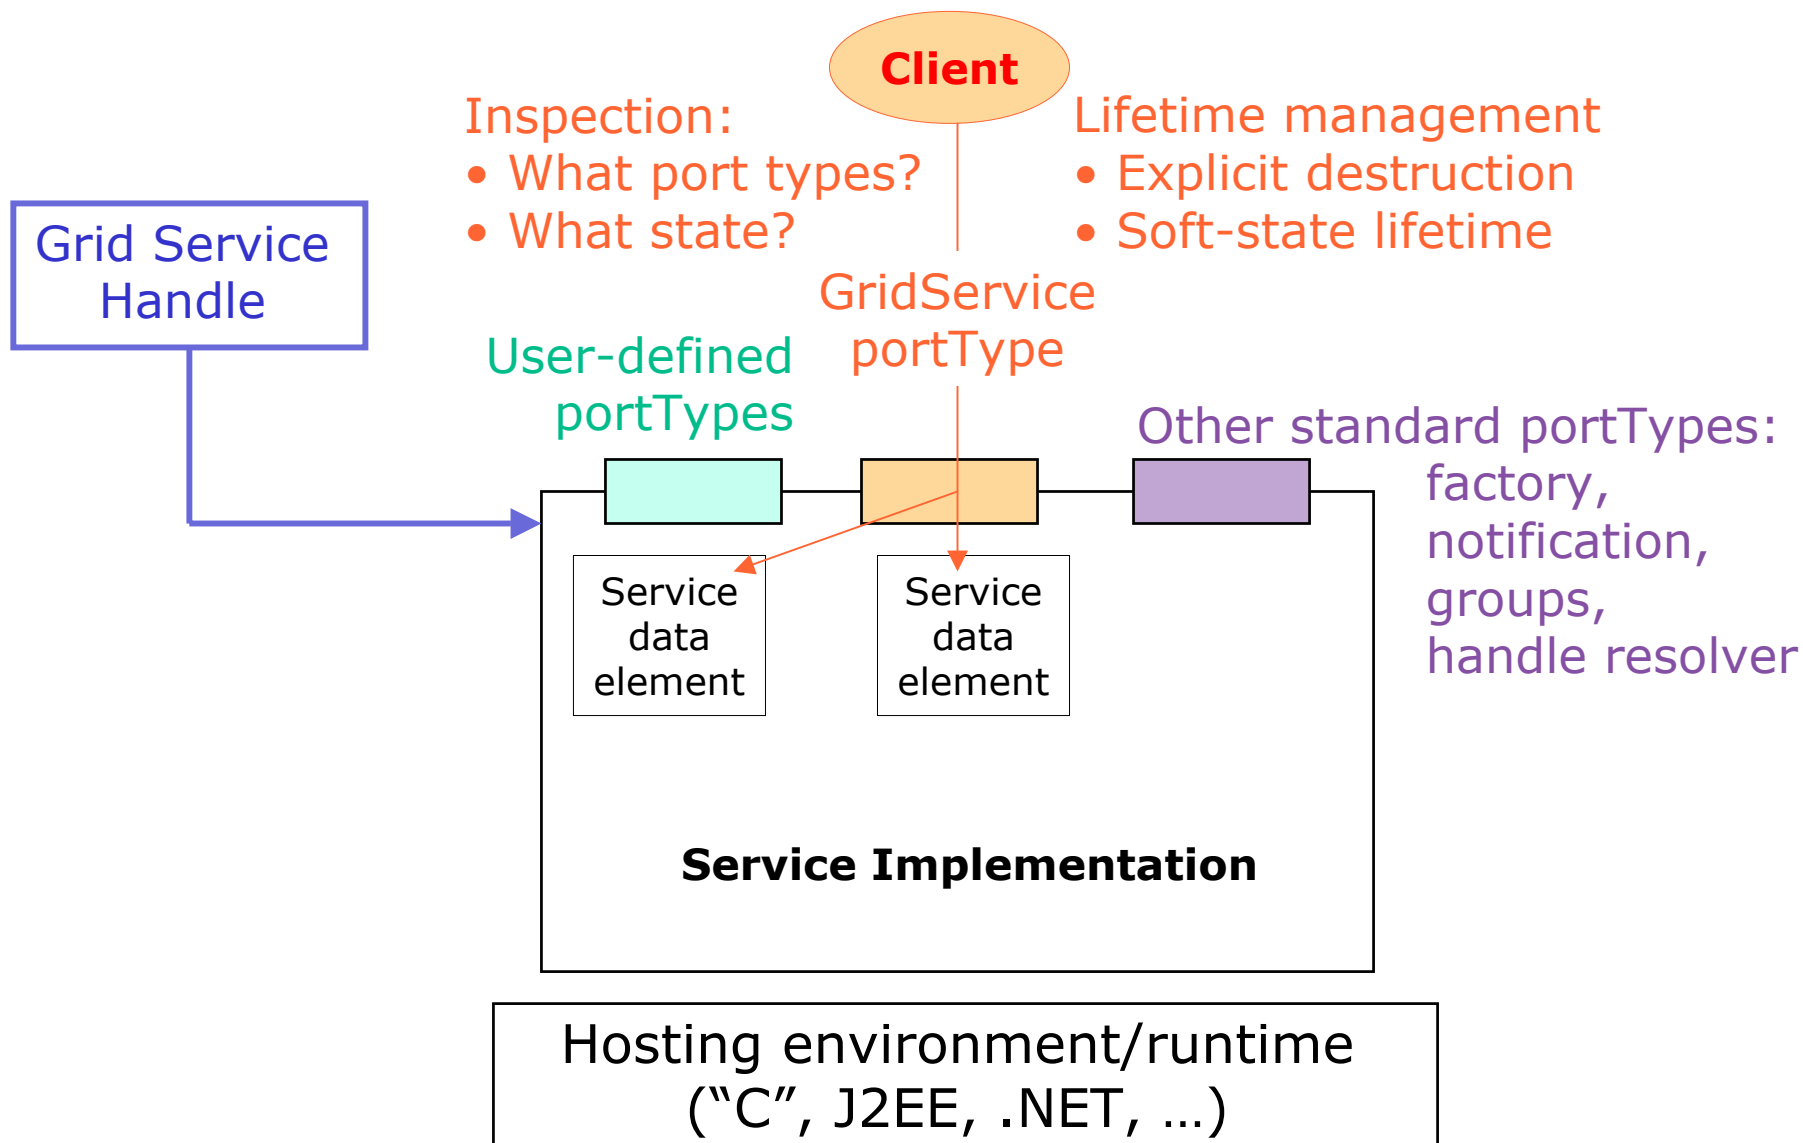 Client
Inspection:
• What port types?
• What state?
Lifetime management
• Explicit destruction
• Soft-state lifetime
Grid Service
Handle
GridService
portType
User-defined
portTypes
Other standard portTypes:
factory,
notification,
groups,
handle resolver
Service
data
element
Service
data
element
Service Implementation
Hosting environment/runtime
(“C”, J2EE, .NET, …)